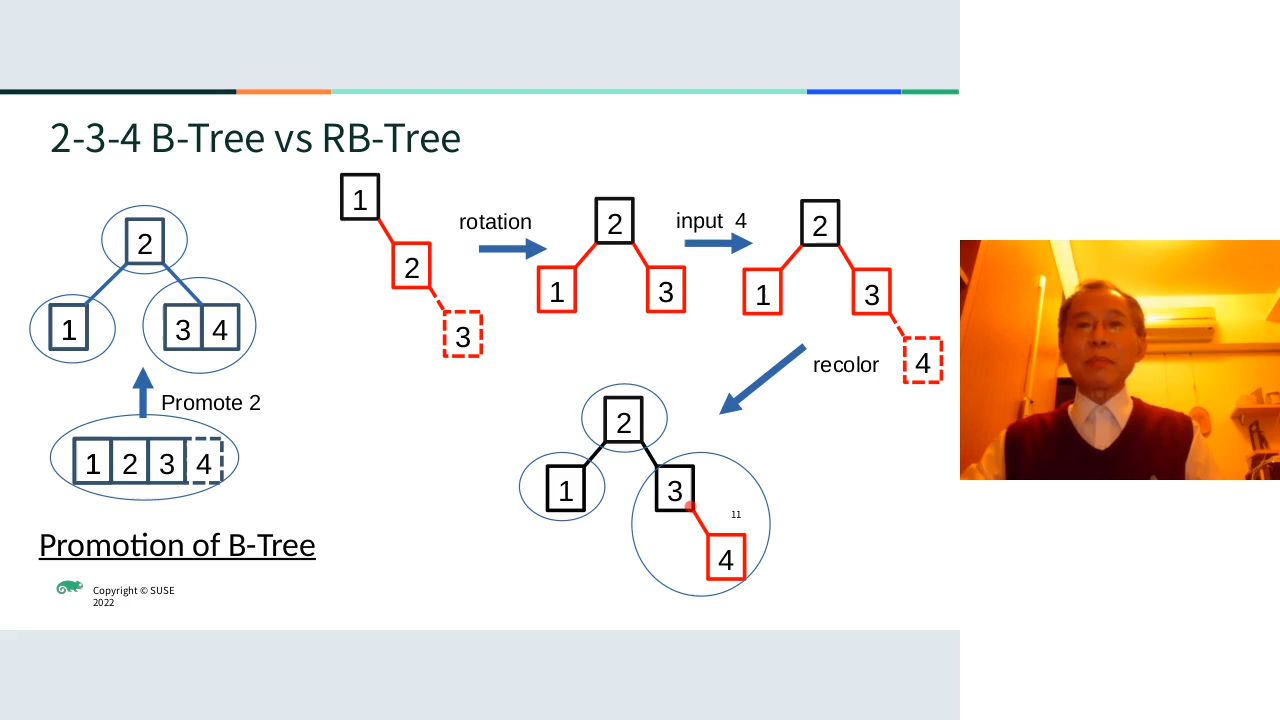 2-3-4 B-Tree vs RB-Tree
2
1
3 4
Promote 2
1 2 3 4
Promotion of B-Tree
1
2
3
rotation
2
1
3
input 4
2
1
3
4
recolor
2
1
3
4
11
Copyright © SUSE
2022